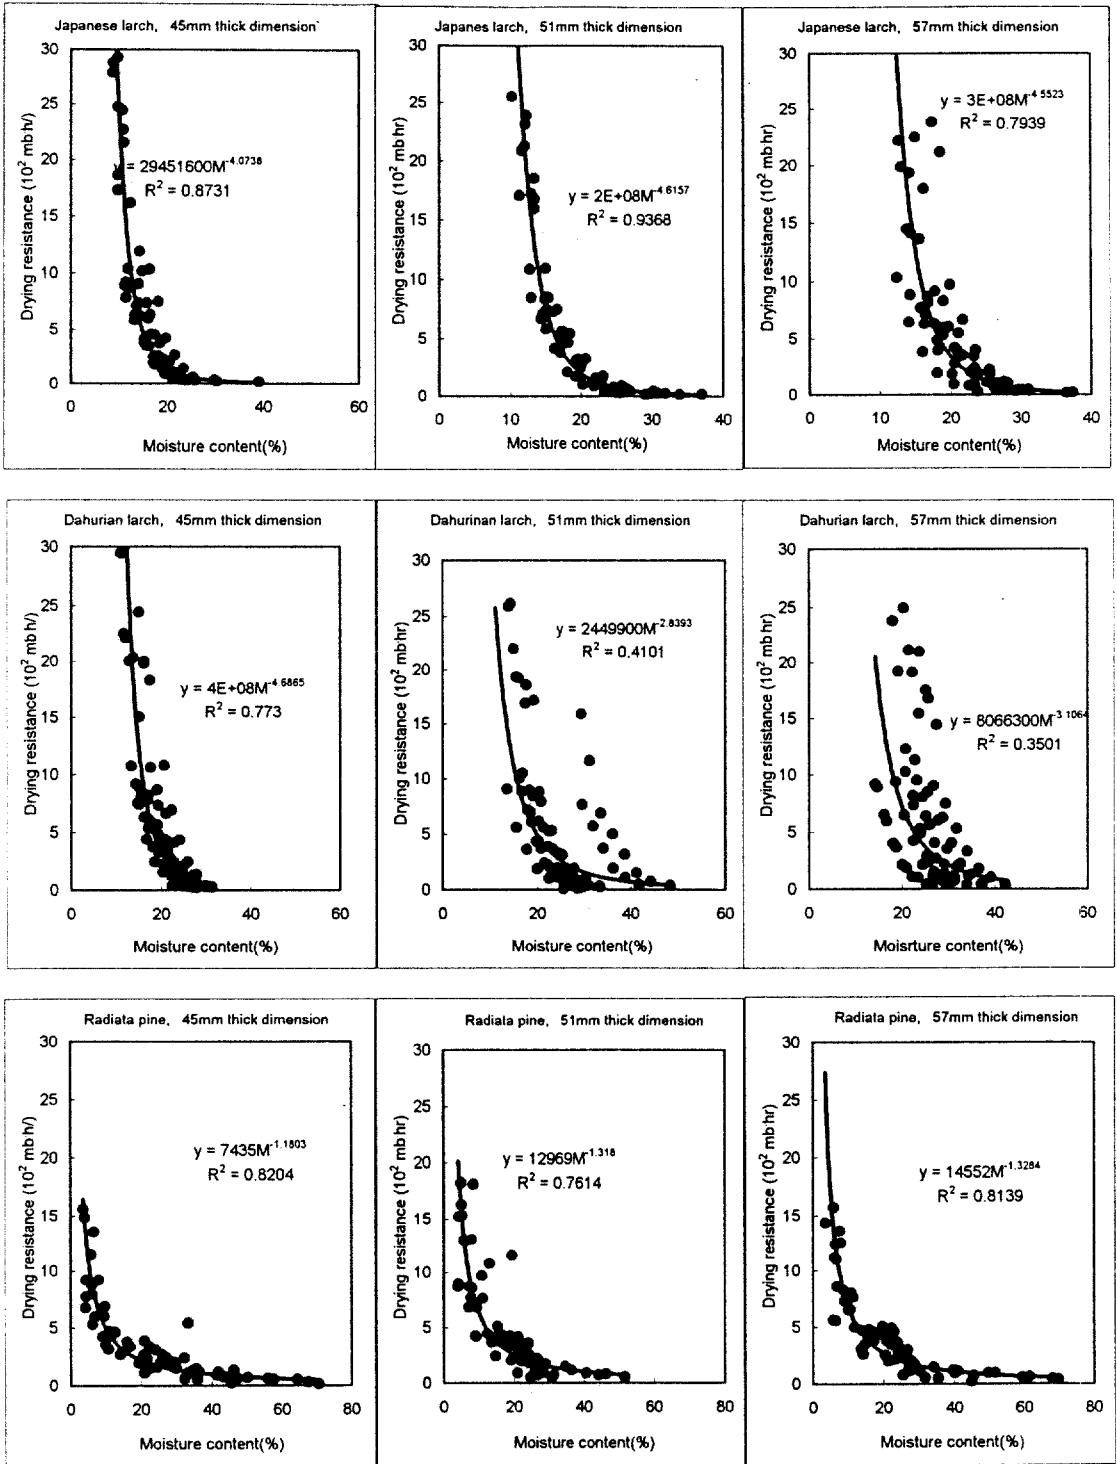 Japanese larch, 45mm thick dimension
Drying resistance (10² mb·h/)
30
25
20
15
10
5
0
y = 29451600M⁻⁴·⁰⁷³⁸
R² = 0.8731
0 20 40 60
Moisture content(%)
Japanes larch, 51mm thick dimension
Drying resistance (10² mb·hr)
30
25
20
15
10
5
0
y = 2E+08M⁻⁴·⁶¹⁵⁷
R² = 0.9368
0 10 20 30 40
Moisture content(%)
Japanese larch, 57mm thick dimension
Drying resistance (10² mb·hr)
30
25
20
15
10
5
0
y = 3E+08M⁻⁴·⁵⁵²³
R² = 0.7939
0 10 20 30 40
Moisture content(%)
Dahurian larch, 45mm thick dimension
Drying resistance (10² mb·h/)
30
25
20
15
10
5
0
y = 4E+08M⁻⁴·⁶⁸⁶⁵
R² = 0.773
0 20 40 60
Moisture content(%)
Dahurinan larch, 51mm thick dimension
Drying resistance (10² mb·hr)
30
25
20
15
10
5
0
y = 2449900M⁻²·⁸³⁹³
R² = 0.4101
0 20 40 60
Moisture content(%)
Dahurian larch, 57mm thick dimension
Drying resistance (10² mb·hr)
30
25
20
15
10
5
0
y = 8066300M⁻³·¹⁰⁶⁴
R² = 0.3501
0 20 40 60
Moisrture content(%)
Radiata pine, 45mm thick dimension
Drying resistance (10² mb·h/)
30
25
20
15
10
5
0
y = 7435M⁻¹·¹⁸⁰³
R² = 0.8204
0 20 40 60 80
Moisture content(%)
Radiata pine, 51mm thick dimension
Drying resistance (10² mb·hr)
30
25
20
15
10
5
0
y = 12969M⁻¹·³¹⁸
R² = 0.7614
0 20 40 60 80
Moisture content(%)
Radiata pine, 57mm thick dimension
Drying resistance (10² mb·hr)
30
25
20
15
10
5
0
y = 14552M⁻¹·³²⁸⁴
R² = 0.8139
0 20 40 60 80
Moisture content(%)